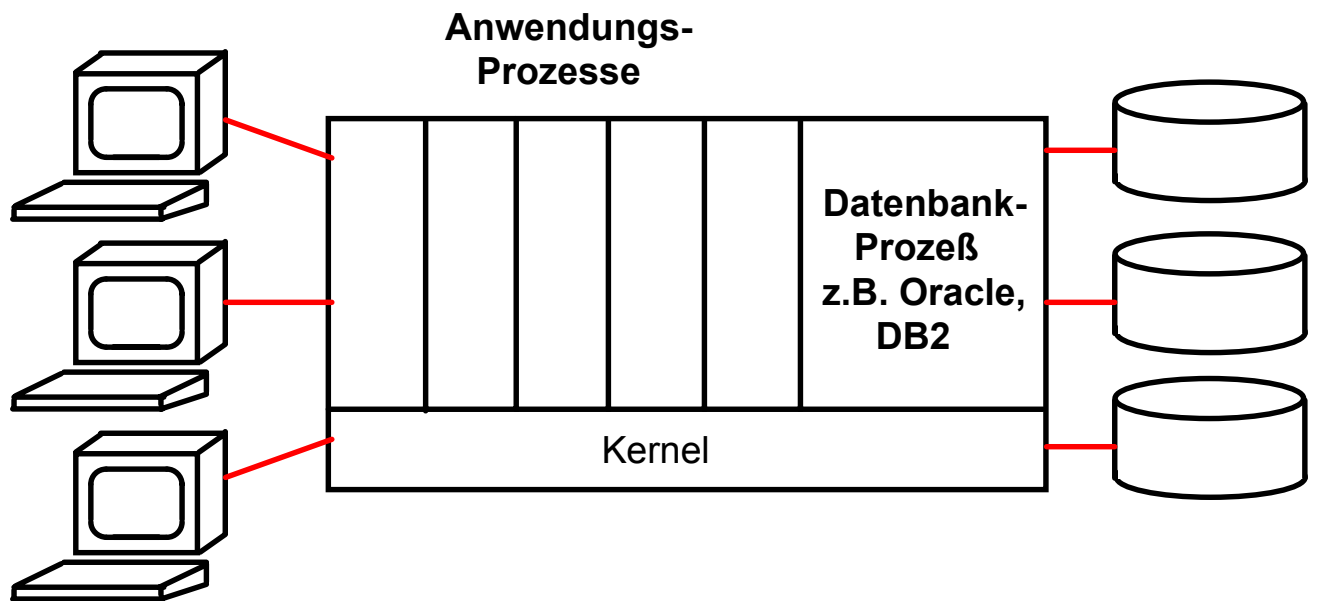 Anwendungs-
Prozesse
Datenbank-
Prozeß
z.B. Oracle,
DB2
Kernel